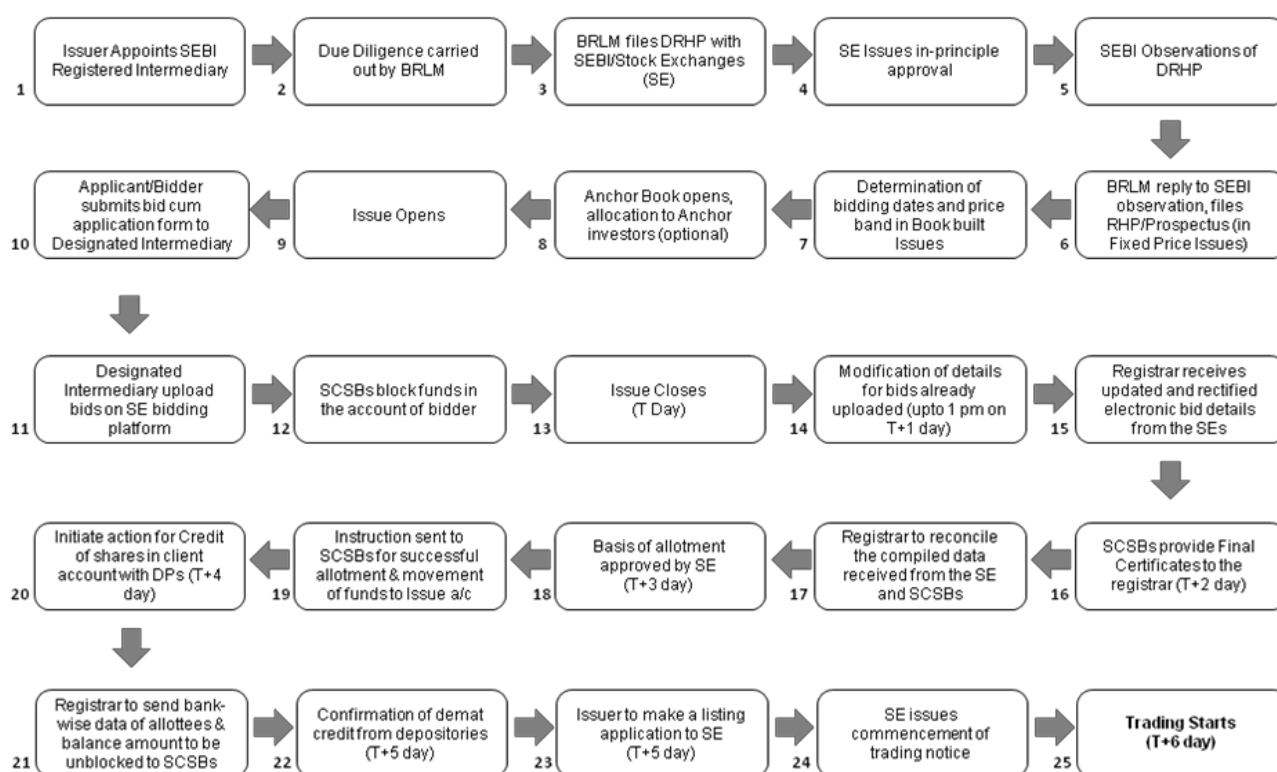 Issuer Appoints SEBI
Registered Intermediary
1
Due Diligence carried
out by BRLM
2
BRLM files DRHP with
SEBI/Stock Exchanges
(SE)
3
SE Issues in-principle
approval
4
SEBI Observations of
DRHP
5
BRLM reply to SEBI
observation, files
RHP/Prospectus (in
Fixed Price Issues)
6
Determination of
bidding dates and price
band in Book built
Issues
7
Anchor Book opens,
allocation to Anchor
investors (optional)
8
Issue Opens
9
Applicant/Bidder
submits bid cum
application form to
Designated Intermediary
10
Designated
Intermediary upload
bids on SE bidding
platform
11
SCSBs block funds in
the account of bidder
12
Issue Closes
(T Day)
13
Modification of details
for bids already
uploaded (upto 1 pm on
T+1 day)
14
Registrar receives
updated and rectified
electronic bid details
from the SEs
15
SCSBs provide Final
Certificates to the
registrar (T+2 day)
16
Registrar to reconcile
the compiled data
received from the SE
and SCSBs
17
Basis of allotment
approved by SE
(T+3 day)
18
Instruction sent to
SCSBs for successful
allotment & movement
of funds to Issue a/c
19
Initiate action for Credit
of shares in client
account with DPs (T+4
day)
20
Registrar to send bank-
wise data of allottees &
balance amount to be
unblocked to SCSBs
21
Confirmation of demat
credit from depositories
(T+5 day)
22
Issuer to make a listing
application to SE
(T+5 day)
23
SE issues
commencement of
trading notice
24
Trading Starts
(T+6 day)
25